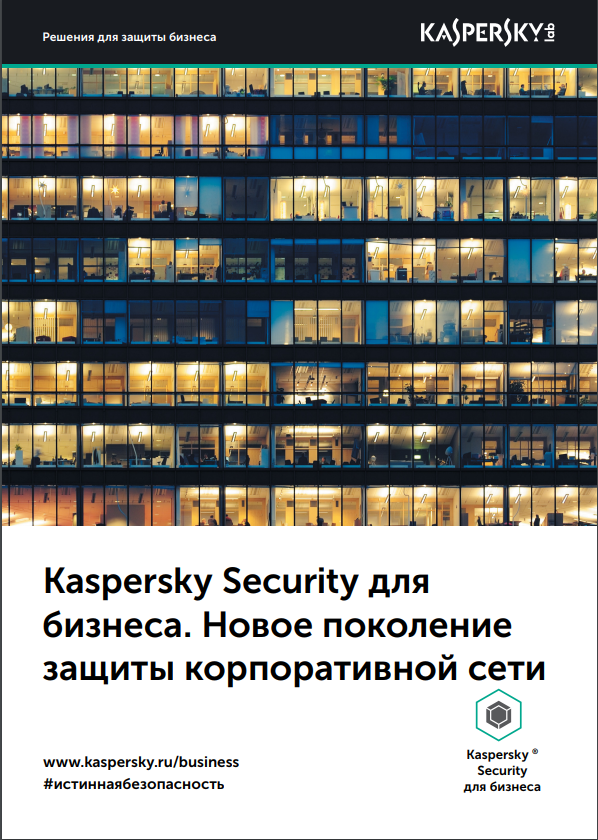 Решения для защиты бизнеса
KASPERSKY lab
Kaspersky Security для
бизнеса. Новое поколение
защиты корпоративной сети
www.kaspersky.ru/business
#истиннаябезопасность
Kaspersky ®
Security
для бизнеса